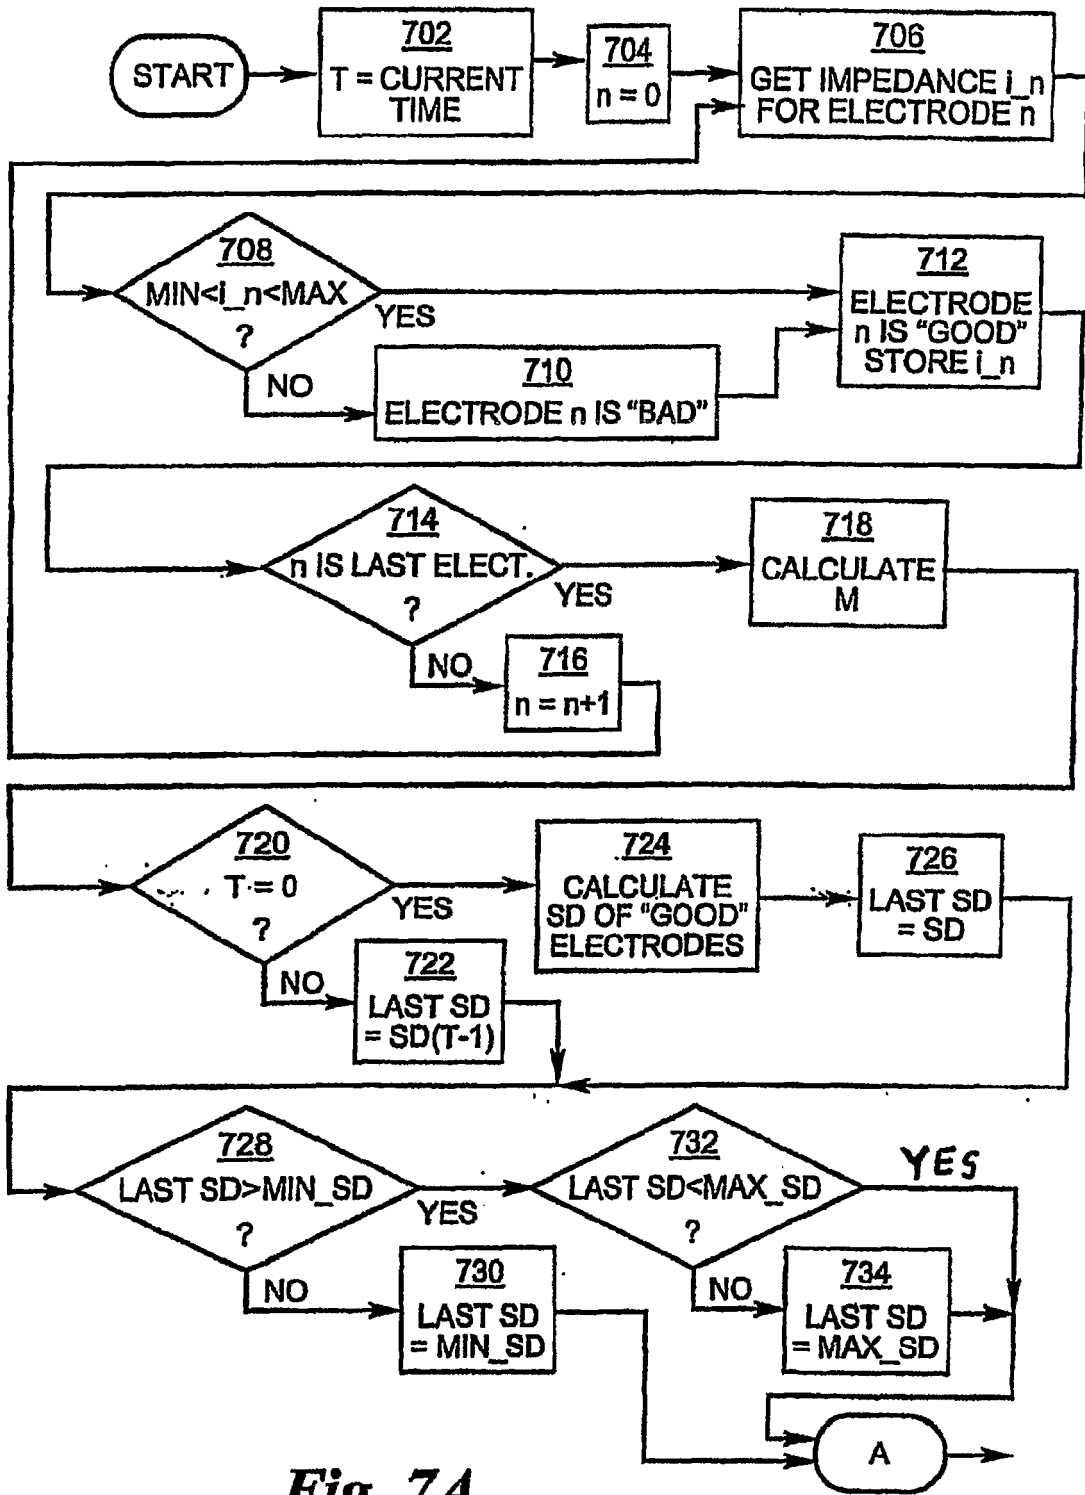 START
702
T = CURRENT
TIME
704
n = 0
706
GET IMPEDANCE i_n
FOR ELECTRODE n
708
MIN<i_n<MAX
?
YES
NO
710
ELECTRODE n IS "BAD"
712
ELECTRODE
n IS "GOOD"
STORE i_n
714
n IS LAST ELECT.
?
YES
NO
716
n = n+1
718
CALCULATE
M
720
T = 0
?
YES
NO
722
LAST SD
= SD(T-1)
724
CALCULATE
SD OF "GOOD"
ELECTRODES
726
LAST SD
= SD
728
LAST SD>MIN_SD
?
YES
NO
730
LAST SD
= MIN_SD
732
LAST SD<MAX_SD
?
YES
NO
734
LAST SD
= MAX_SD
A
Fig. 7A